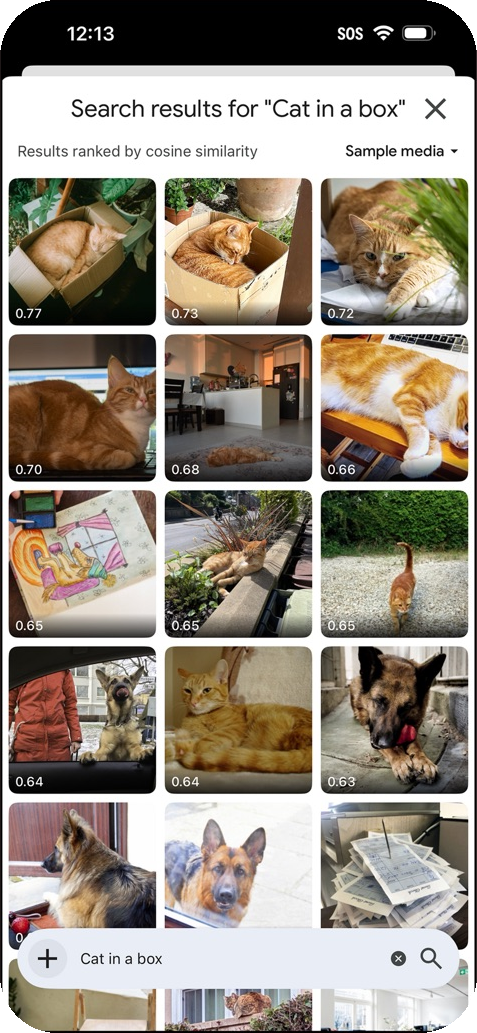 12:13
SOS
Search results for "Cat in a box"
Results ranked by cosine similarity
Sample media
0.77
0.73
0.72
0.70
0.68
0.66
0.65
0.65
0.65
0.64
0.64
0.63
Cat in a box